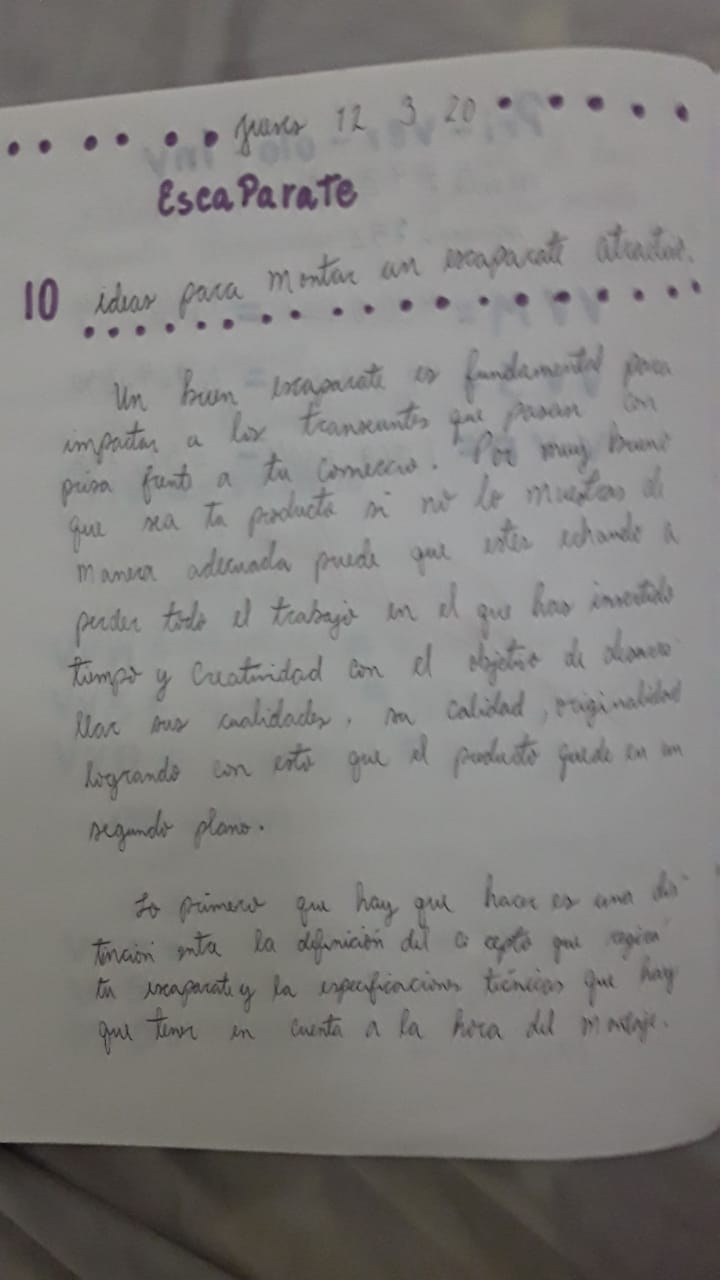 jueves 12 3 20
Escaparate
10 ideas para montar un escaparate atractivo.
Un buen escaparate es fundamental para
impactar a los transeuntes que pasan con
prisa frente a tu comercio. Por muy bueno
que sea tu producto si no lo muestras de
manera adecuada puede que estes echando a
perder todo el trabajo en el que has invertido
tiempo y creatividad con el objetivo de desarro
llar sus cualidades, su calidad, originalidad
logrando con esto que el producto quede en un
segundo plano.
Lo primero que hay que hacer es una dis
tinción entre la definición del que
tu escaparate y la especificaciones técnicas que hay
que tener en cuenta a la hora del montaje.